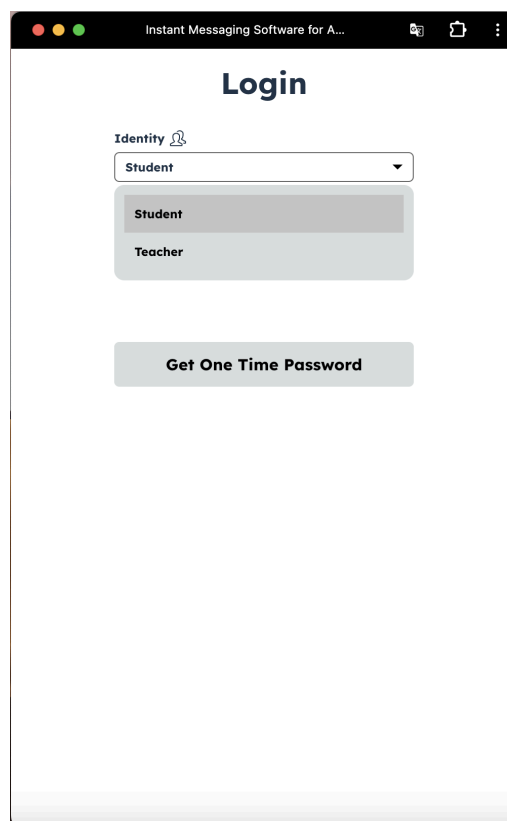 Instant Messaging Software for A...
Login
Identity
Student
Student
Teacher
Get One Time Password